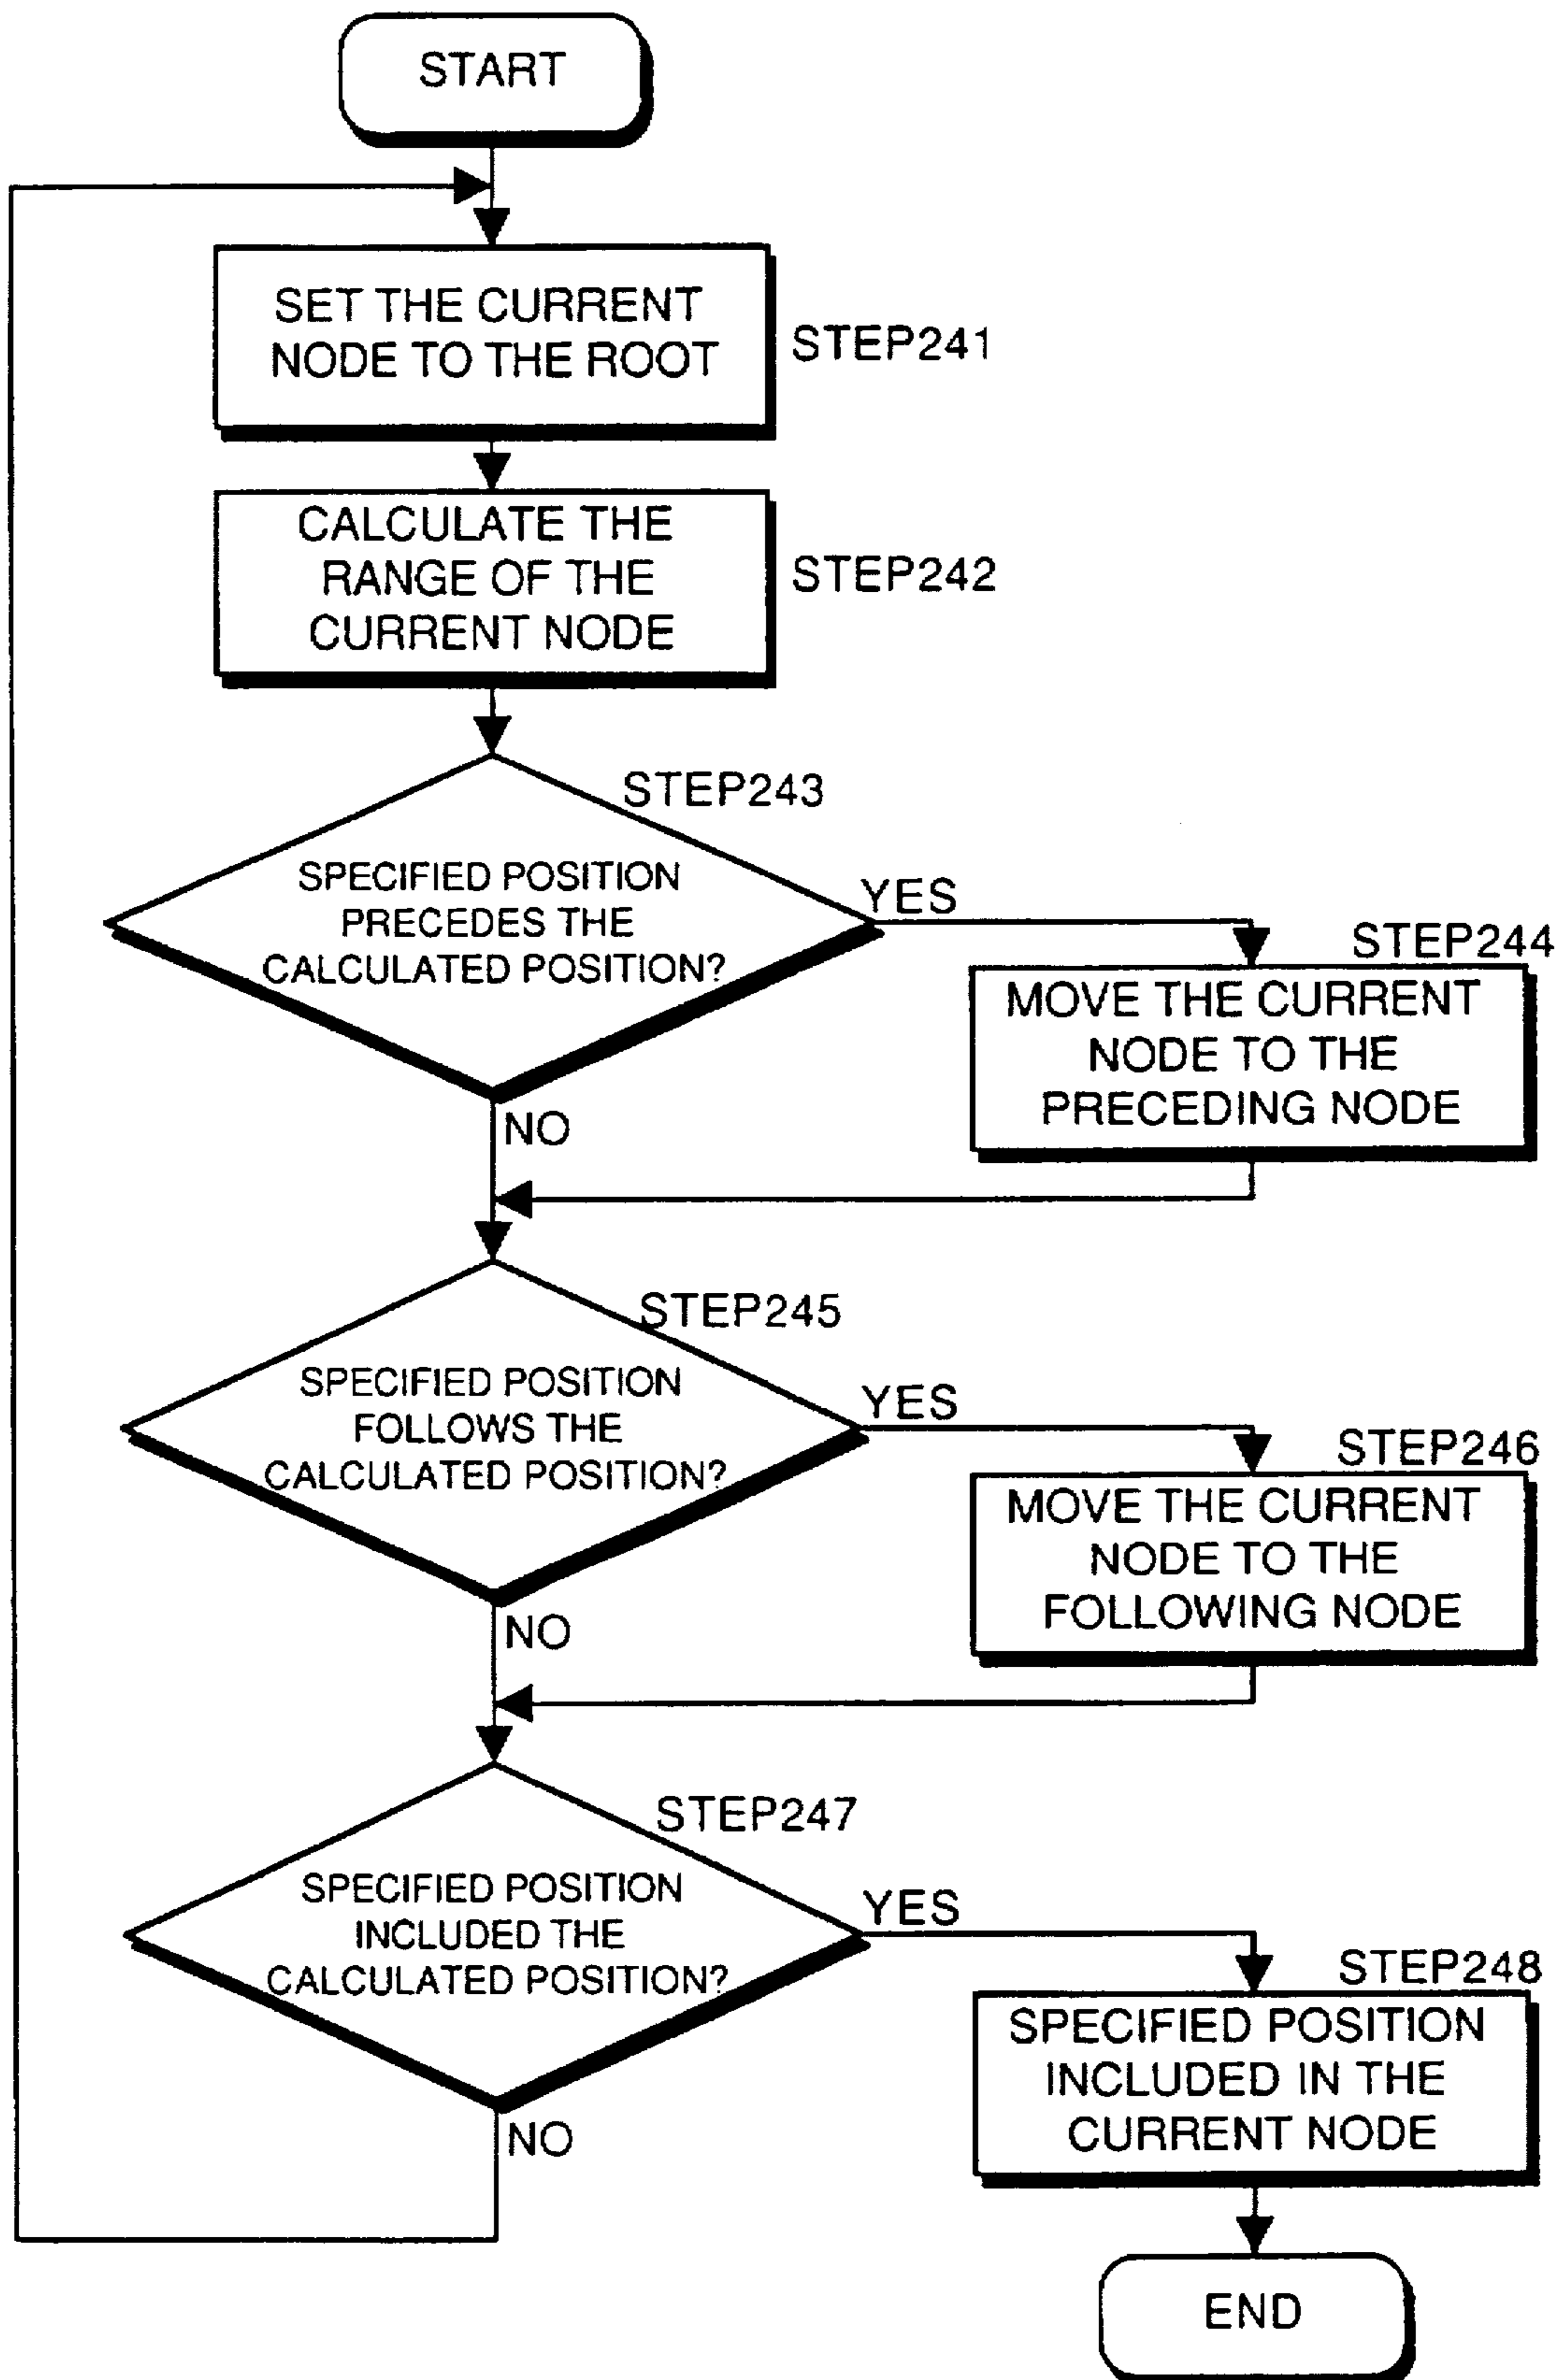 START
SET THE CURRENT
NODE TO THE ROOT
STEP241
CALCULATE THE
RANGE OF THE
CURRENT NODE
STEP242
STEP243
SPECIFIED POSITION
PRECEDES THE
CALCULATED POSITION?
YES
NO
STEP244
MOVE THE CURRENT
NODE TO THE
PRECEDING NODE
STEP245
SPECIFIED POSITION
FOLLOWS THE
CALCULATED POSITION?
YES
NO
STEP246
MOVE THE CURRENT
NODE TO THE
FOLLOWING NODE
STEP247
SPECIFIED POSITION
INCLUDED THE
CALCULATED POSITION?
YES
NO
STEP248
SPECIFIED POSITION
INCLUDED IN THE
CURRENT NODE
END